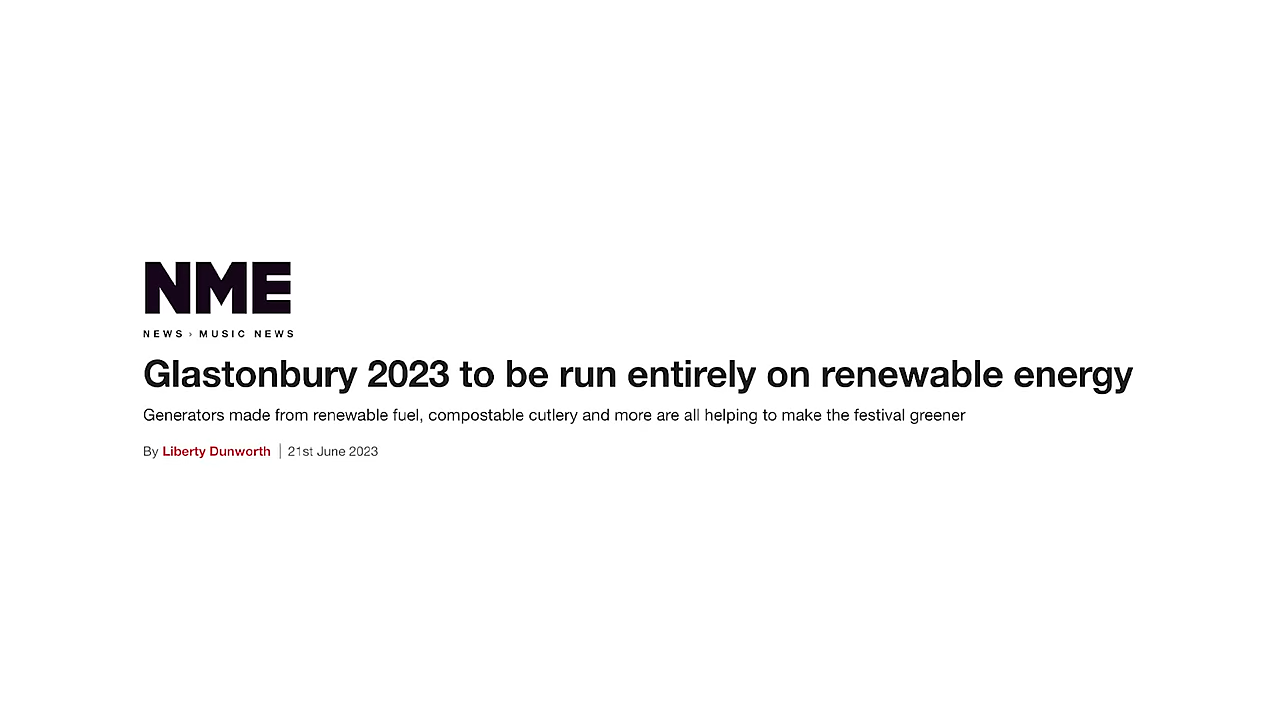 NME
NEWS › MUSIC NEWS
Glastonbury 2023 to be run entirely on renewable energy
Generators made from renewable fuel, compostable cutlery and more are all helping to make the festival greener
By Liberty Dunworth | 21st June 2023